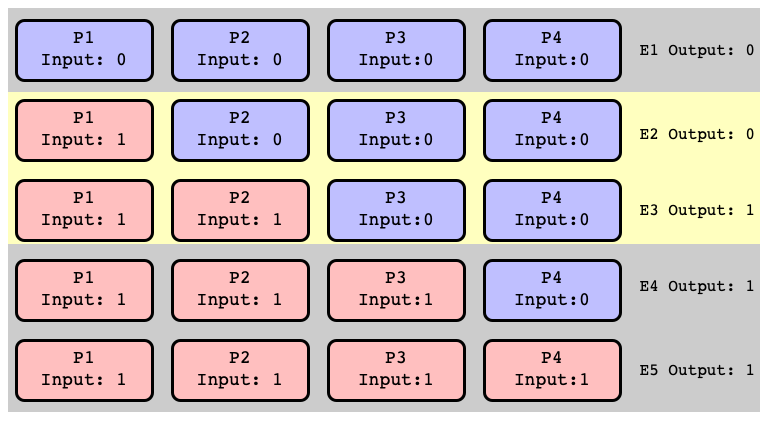 P1 P2 P3 P4
Input: 0 Input: 0 Input:0 Input:0 E1 Output: 0
P1 P2 P3 P4
Input: 1 Input: 0 Input:0 Input:0 E2 Output: 0
P1 P2 P3 P4
Input: 1 Input: 1 Input:0 Input:0 E3 Output: 1
P1 P2 P3 P4
Input: 1 Input: 1 Input:1 Input:0 E4 Output: 1
P1 P2 P3 P4
Input: 1 Input: 1 Input:1 Input:1 E5 Output: 1